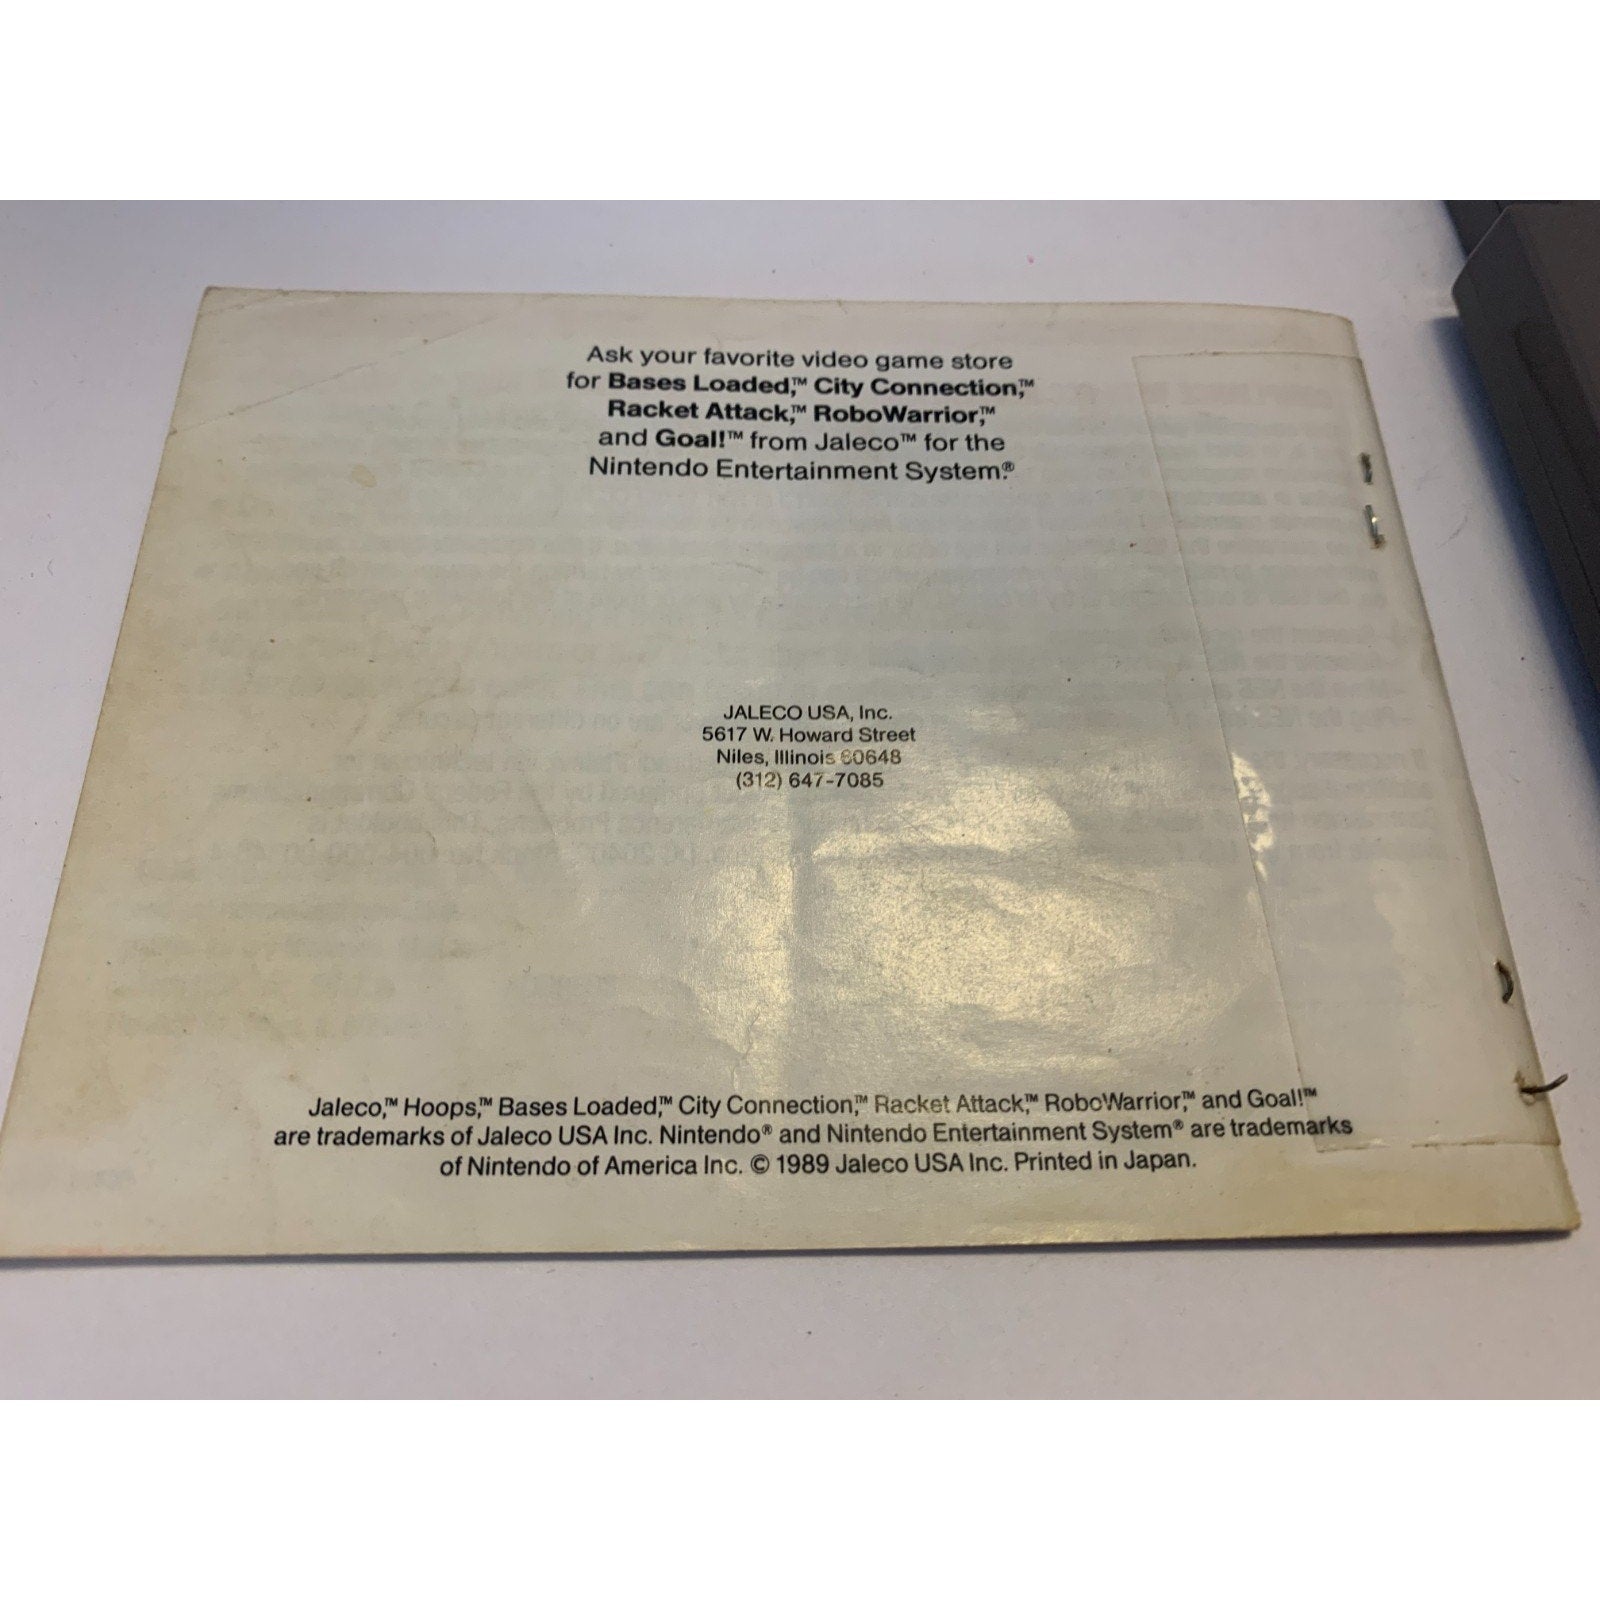 Ask your favorite video game store
for Bases Loaded,™ City Connection,™
Racket Attack,™ RoboWarrior,™
and Goal!™ from Jaleco™ for the
Nintendo Entertainment System.®
JALECO USA, Inc.
5617 W. Howard Street
Niles, Illinois 60648
(312) 647-7085
Jaleco,™ Hoops,™ Bases Loaded,™ City Connection,™ Racket Attack,™ RoboWarrior,™ and Goal!™
are trademarks of Jaleco USA Inc. Nintendo® and Nintendo Entertainment System® are trademarks
of Nintendo of America Inc. © 1989 Jaleco USA Inc. Printed in Japan.